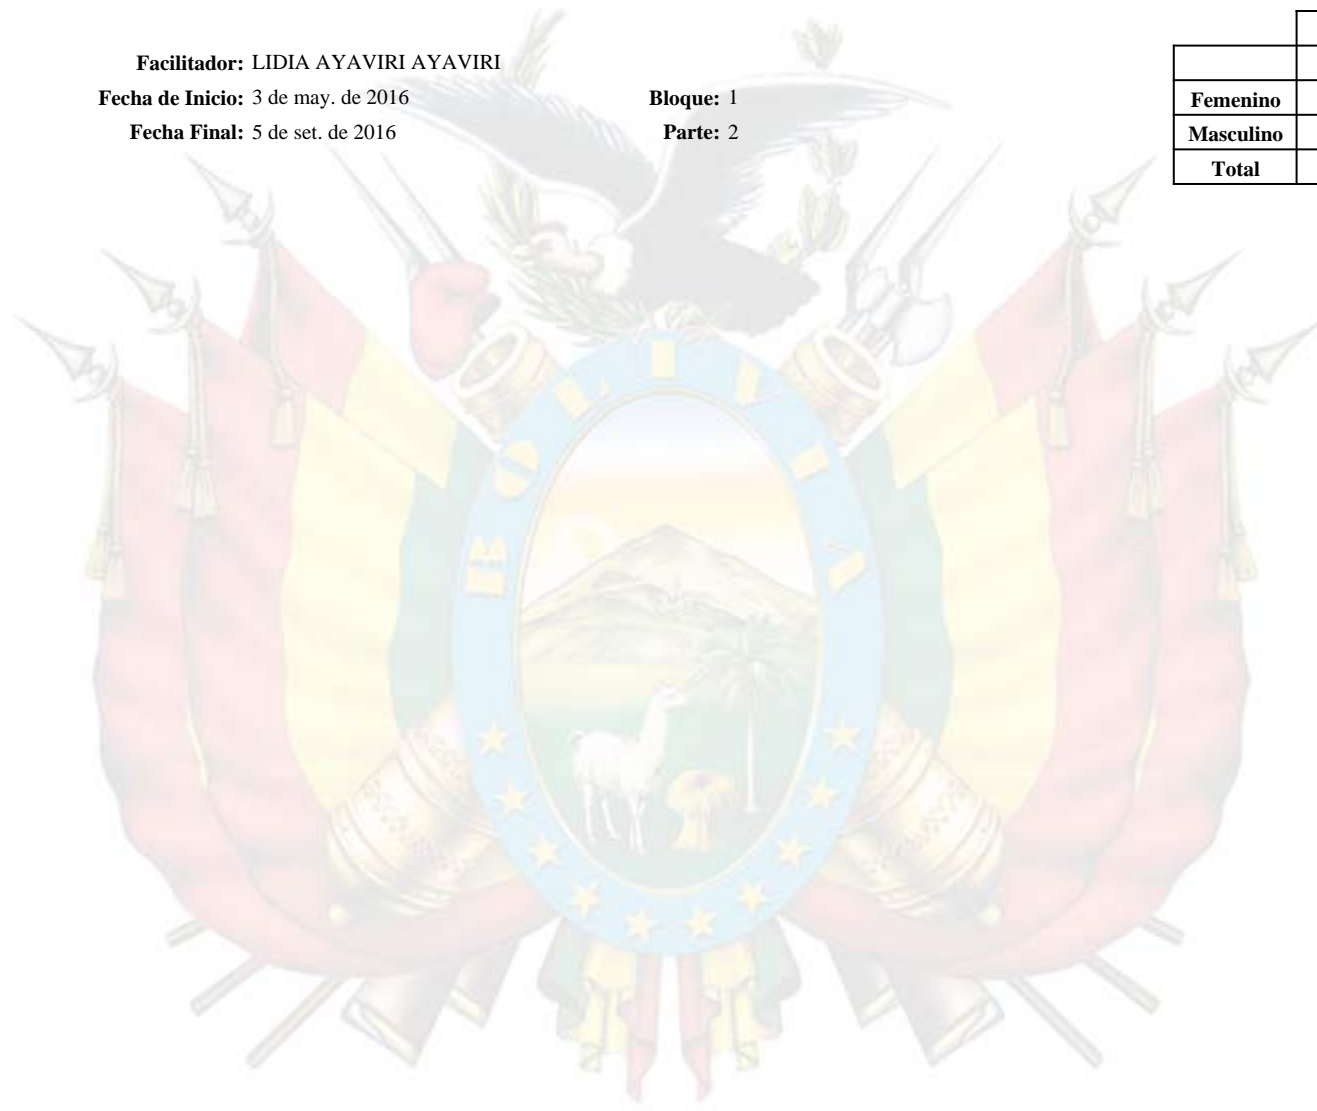 Facilitador: LIDIA AYAVIRI AYAVIRI
Fecha de Inicio: 3 de may. de 2016 Bloque: 1
Fecha Final: 5 de set. de 2016 Parte: 2
Femenino
Masculino
Total
BOLIVIA